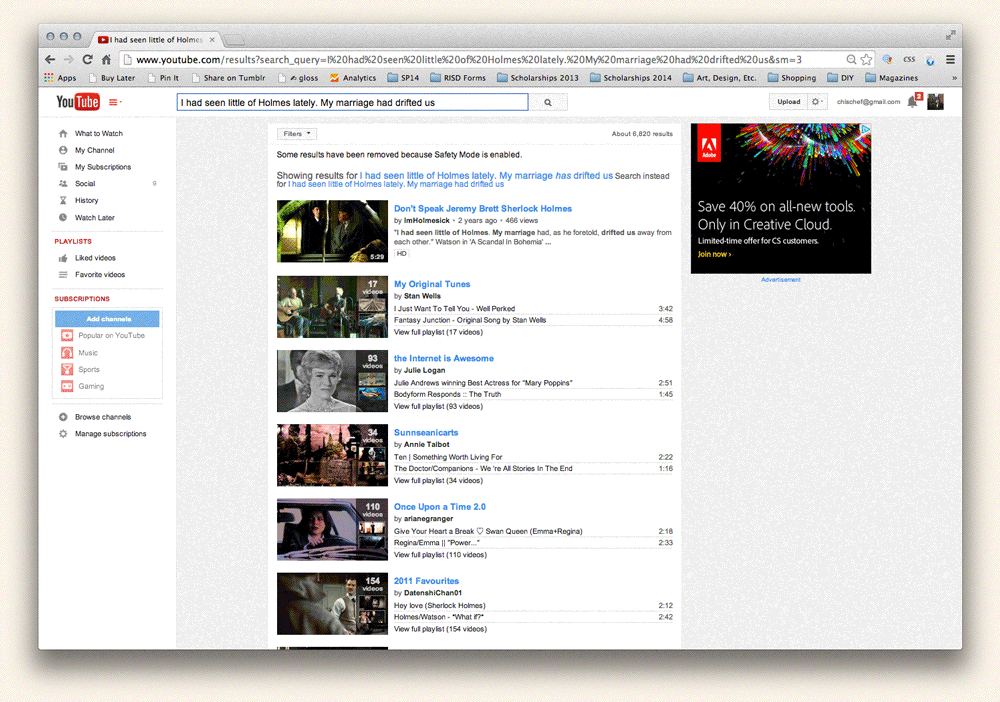 I had seen little of Holmes
www.youtube.com/results?search_query=I%20had%20seen%20little%20of%20Holmes%20lately.%20My%20marriage%20had%20drifted%20us&sm=3
Apps Buy Later Pin It Share on Tumblr gloss Analytics SP14 RISD Forms Scholarships 2013 Scholarships 2014 Art, Design, Etc. Shopping DIY Magazines »
YouTube
I had seen little of Holmes lately. My marriage had drifted us
Upload
chlschef@gmail.com
2
What to Watch
My Channel
My Subscriptions
Social 9
History
Watch Later
PLAYLISTS
Liked videos
Favorite videos
SUBSCRIPTIONS
Add channels
Popular on YouTube
Music
Sports
Gaming
Browse channels
Manage subscriptions
Filters
About 6,820 results
Some results have been removed because Safety Mode is enabled.
Showing results for I had seen little of Holmes lately. My marriage has drifted us Search instead
for I had seen little of Holmes lately. My marriage had drifted us
5:29
Don't Speak Jeremy Brett Sherlock Holmes
by ImHolmesick • 2 years ago • 466 views
"I had seen little of Holmes. My marriage had, as he foretold, drifted us away from
each other." Watson in 'A Scandal In Bohemia' ...
HD
17
videos
My Original Tunes
by Stan Wells
I Just Want To Tell You - Well Perked 3:42
Fantasy Junction - Original Song by Stan Wells 4:58
View full playlist (17 videos)
93
videos
the Internet is Awesome
by Julie Logan
Julie Andrews winning Best Actress for "Mary Poppins" 2:51
Bodyform Responds :: The Truth 1:45
View full playlist (93 videos)
34
videos
Sunnseanicarts
by Annie Talbot
Ten | Something Worth Living For 2:22
The Doctor/Companions - We 're All Stories In The End 1:16
View full playlist (34 videos)
110
videos
Once Upon a Time 2.0
by arianegranger
Give Your Heart a Break ♡ Swan Queen (Emma+Regina) 2:18
Regina/Emma || "Power..." 2:33
View full playlist (110 videos)
154
videos
2011 Favourites
by DatenshiChan01
Hey love (Sherlock Holmes) 2:12
Holmes/Watson - *What if?* 2:42
View full playlist (154 videos)
Adobe
Save 40% on all-new tools.
Only in Creative Cloud.
Limited-time offer for CS customers.
Join now ›
Advertisement